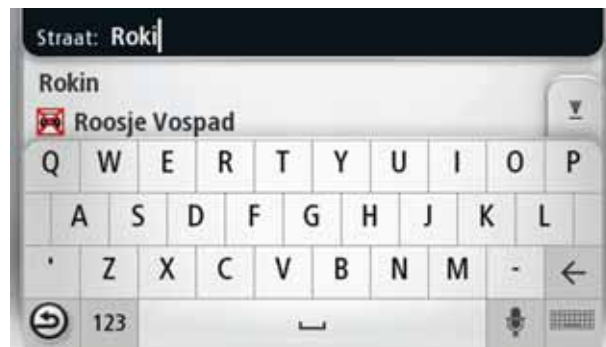 Straat: Roki
Rokin
Roosje Vospad
Q W E R T Y U I O P
A S D F G H J K L
' Z X C V B N M -
123